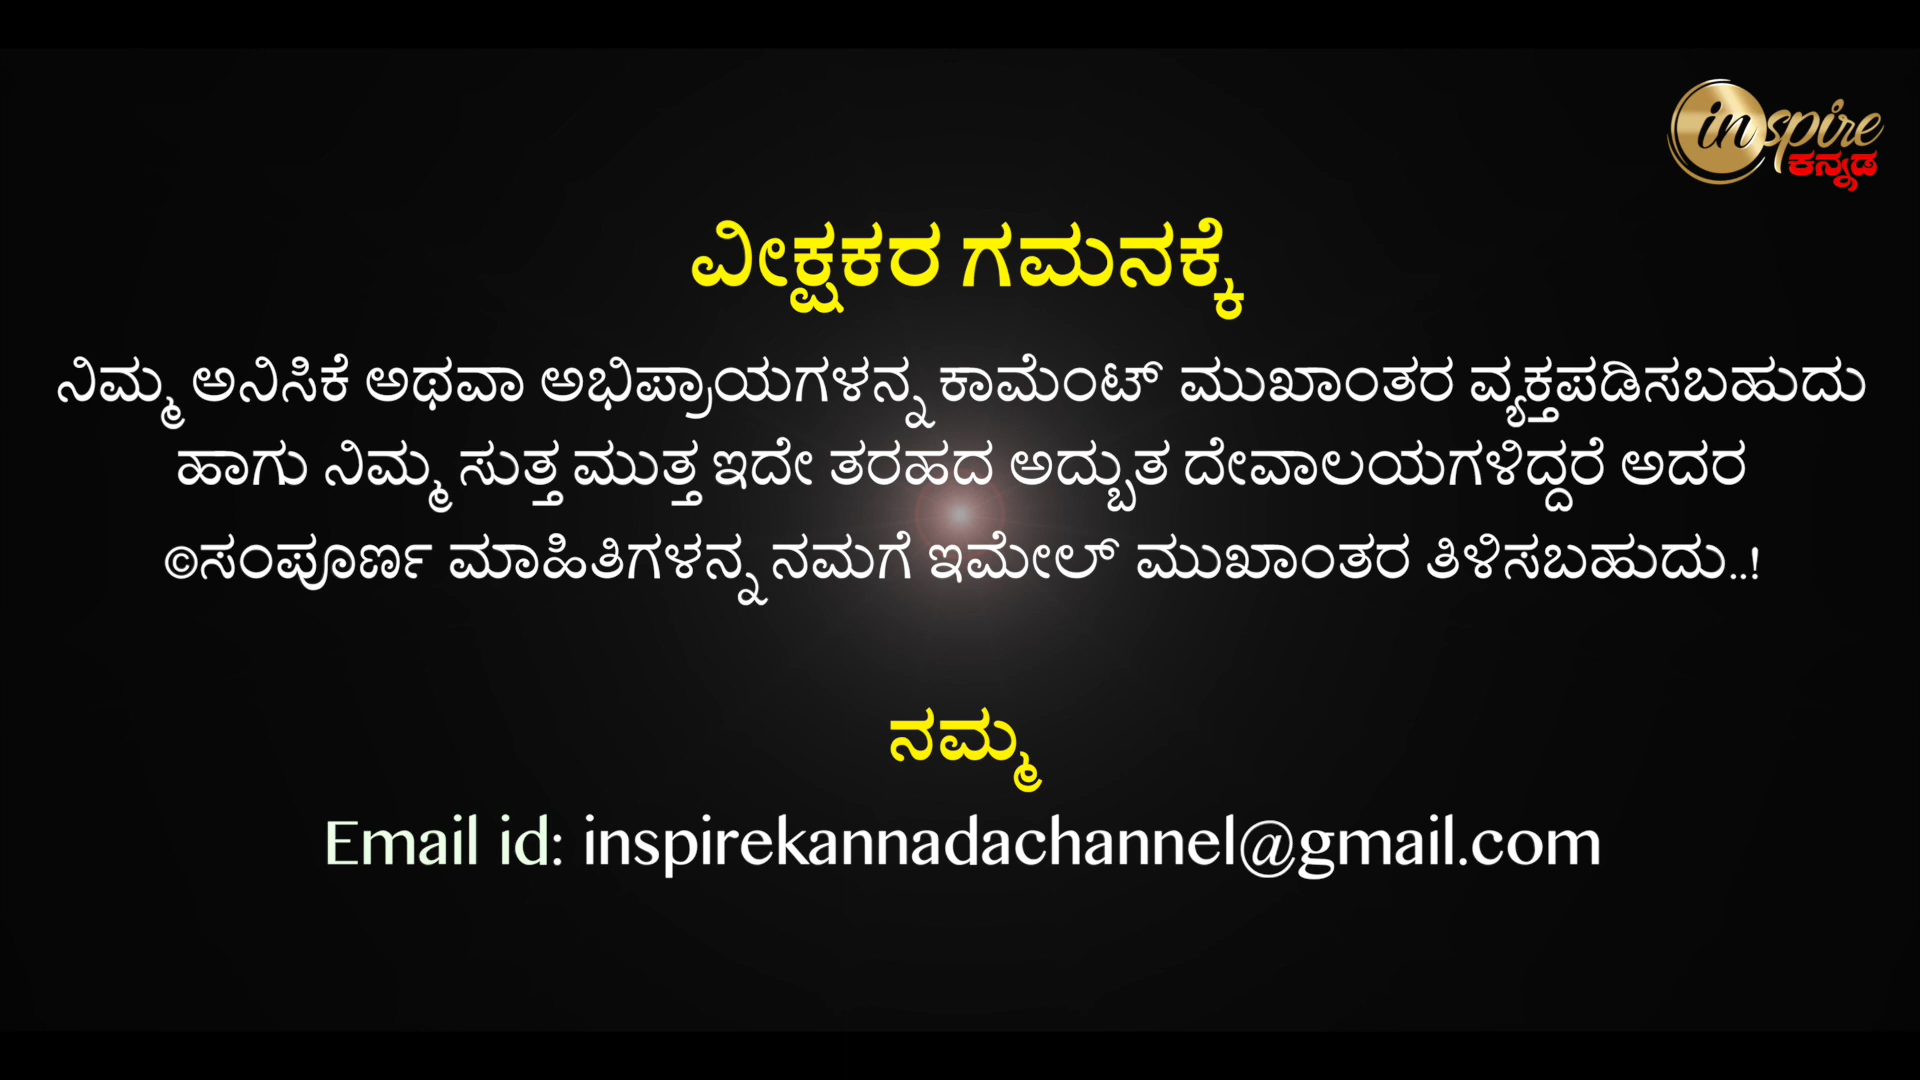 inspire
ಕನ್ನಡ
ವೀಕ್ಷಕರ ಗಮನಕ್ಕೆ
ನಿಮ್ಮ ಅನಿಸಿಕೆ ಅಥವಾ ಅಭಿಪ್ರಾಯಗಳನ್ನ ಕಾಮೆಂಟ್ ಮುಖಾಂತರ ವ್ಯಕ್ತಪಡಿಸಬಹುದು
ಹಾಗು ನಿಮ್ಮ ಸುತ್ತ ಮುತ್ತ ಇದೇ ತರಹದ ಅದ್ಬುತ ದೇವಾಲಯಗಳಿದ್ದರೆ ಅದರ
©ಸಂಪೂರ್ಣ ಮಾಹಿತಿಗಳನ್ನ ನಮಗೆ ಇಮೇಲ್ ಮುಖಾಂತರ ತಿಳಿಸಬಹುದು..!
ನಮ್ಮ
Email id: inspirekannadachannel@gmail.com